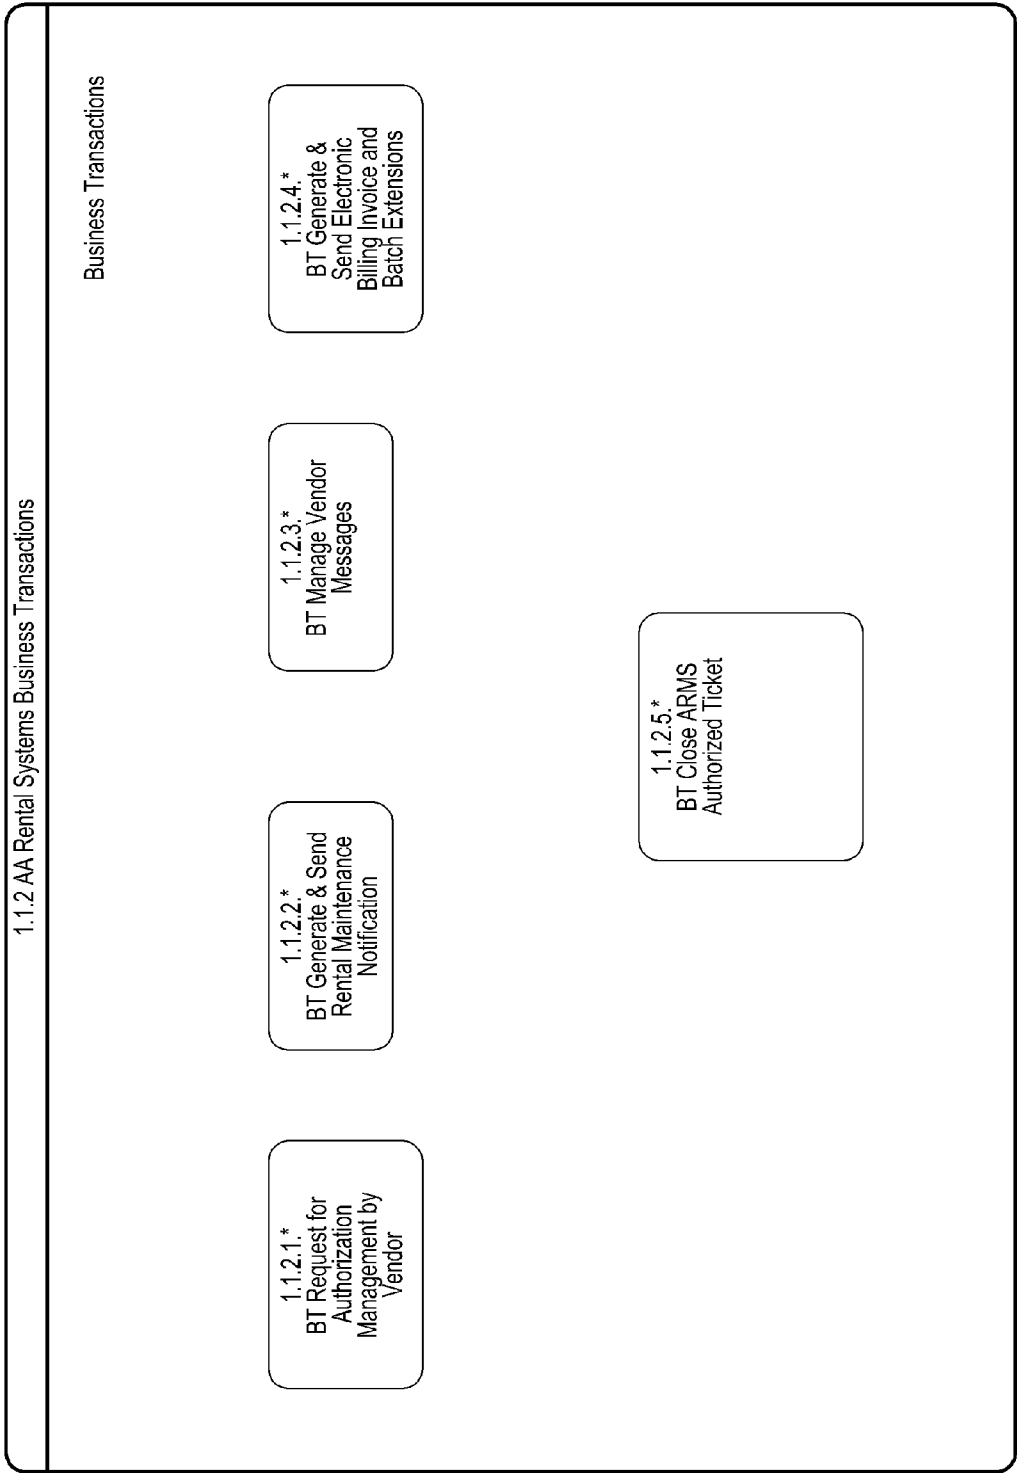 1.1.2 AA Rental Systems Business Transactions
Business Transactions
1.1.2.1.*
BT Request for
Authorization
Management by
Vendor
1.1.2.2.*
BT Generate & Send
Rental Maintenance
Notification
1.1.2.3.*
BT Manage Vendor
Messages
1.1.2.4.*
BT Generate &
Send Electronic
Billing Invoice and
Batch Extensions
1.1.2.5.*
BT Close ARMS
Authorized Ticket